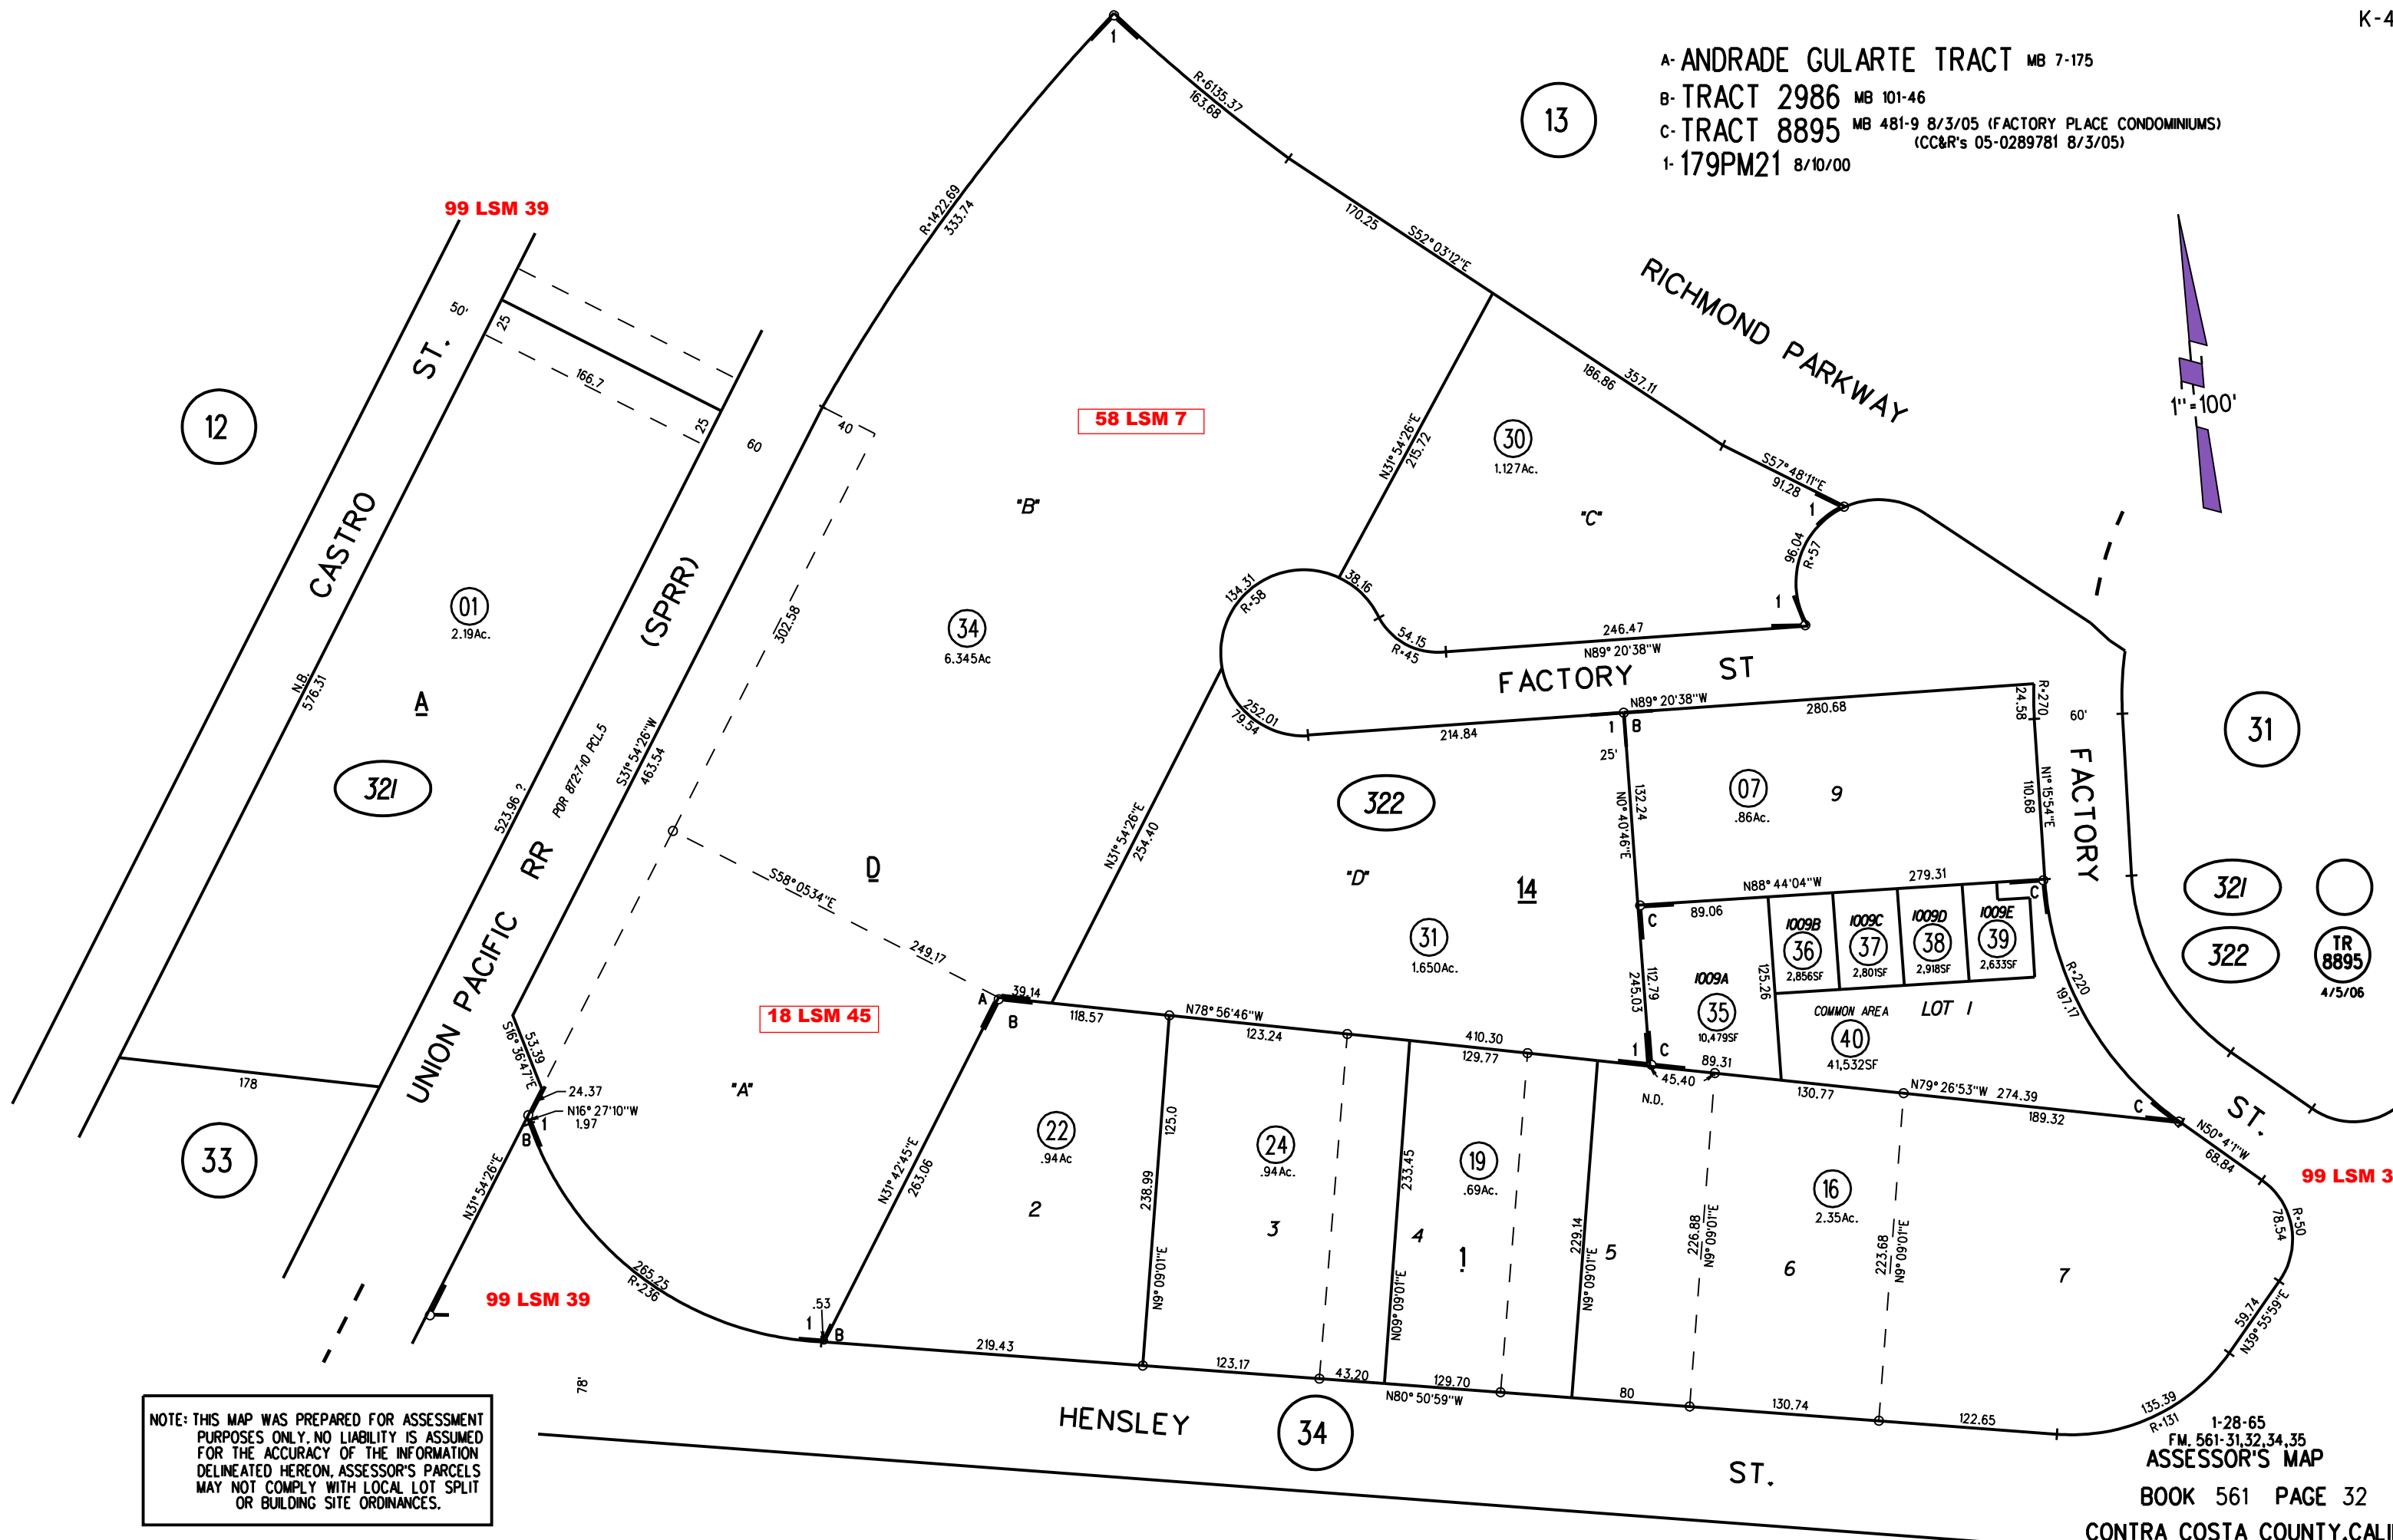 K-4
A- ANDRADE GULARTE TRACT MB 7-175
B- TRACT 2986 MB 101-46
C- TRACT 8895 MB 481-9 8/3/05 (FACTORY PLACE CONDOMINIUMS)
(CC&R's 05-0289781 8/3/05)
1- 179PM21 8/10/00
13
1
R=6135.37
163.68
R=1422.69
333.74
170.25
S52°03'12"E
RICHMOND PARKWAY
186.86
357.11
S57°48'11"E
91.28
1
1"=100'
99 LSM 39
50'
25
CASTRO ST.
166.7
25
60
40
12
58 LSM 7
"B"
N31°54'26"E
215.72
30
1.127Ac.
"C"
96.04
R=57
1
01
2.19Ac.
(SPRR)
302.58
34
6.345Ac
134.31
R=58
38.16
54.15
R=45
246.47
N89°20'38"W
FACTORY ST
N.B.
576.31
A
321
523.96 ?
POR 872-7-10 PCL.5
S31°54'26"W
463.54
252.01
79.54
214.84
N89°20'38"W
280.68
1
B
25'
R=270
24.58
60'
31
322
132.24
N0°40'46"E
07
.86Ac.
9
N1°15'54"E
110.68
FACTORY ST.
N31°54'26"E
254.40
D
S58°0534"E
249.17
"D"
14
31
1.650Ac.
N88°44'04"W
279.31
C
C
89.06
1009B
36
2,856SF
1009C
37
2,801SF
1009D
38
2,918SF
1009E
39
2,633SF
321
322
TR
8895
4/5/06
UNION PACIFIC RR
112.79
245.03
1009A
35
10,479SF
125.26
COMMON AREA
40
41,532SF
LOT 1
R=220
197.17
18 LSM 45
A
39.14
B
118.57
N78°56'46"W
123.24
410.30
129.77
1
C
89.31
45.40
N.D.
130.77
N79°26'53"W 274.39
189.32
C
N50°4'1"W
68.84
178
53.39
S16°36'47"E
24.37
N16°27'10"W
1.97
1
B
"A"
33
N31°54'26"E
N31°42'45"E
263.06
22
.94Ac
2
125.0
238.99
N9°09'01"E
24
.94Ac.
3
233.45
N09°09'01"E
19
.69Ac.
4
1
229.14
N9°09'01"E
5
226.88
N9°09'01"E
16
2.35Ac.
6
223.68
N9°09'01"E
7
99 LSM 3
R=50
78.54
59.74
N39°55'59"E
265.25
R=236
99 LSM 39
.53
1
B
219.43
123.17
43.20
129.70
N80°50'59"W
80
130.74
122.65
135.39
R=131
78'
HENSLEY ST.
34
NOTE: THIS MAP WAS PREPARED FOR ASSESSMENT
PURPOSES ONLY. NO LIABILITY IS ASSUMED
FOR THE ACCURACY OF THE INFORMATION
DELINEATED HEREON. ASSESSOR'S PARCELS
MAY NOT COMPLY WITH LOCAL LOT SPLIT
OR BUILDING SITE ORDINANCES.
1-28-65
FM. 561-31,32,34,35
ASSESSOR'S MAP
BOOK 561 PAGE 32
CONTRA COSTA COUNTY,CALI